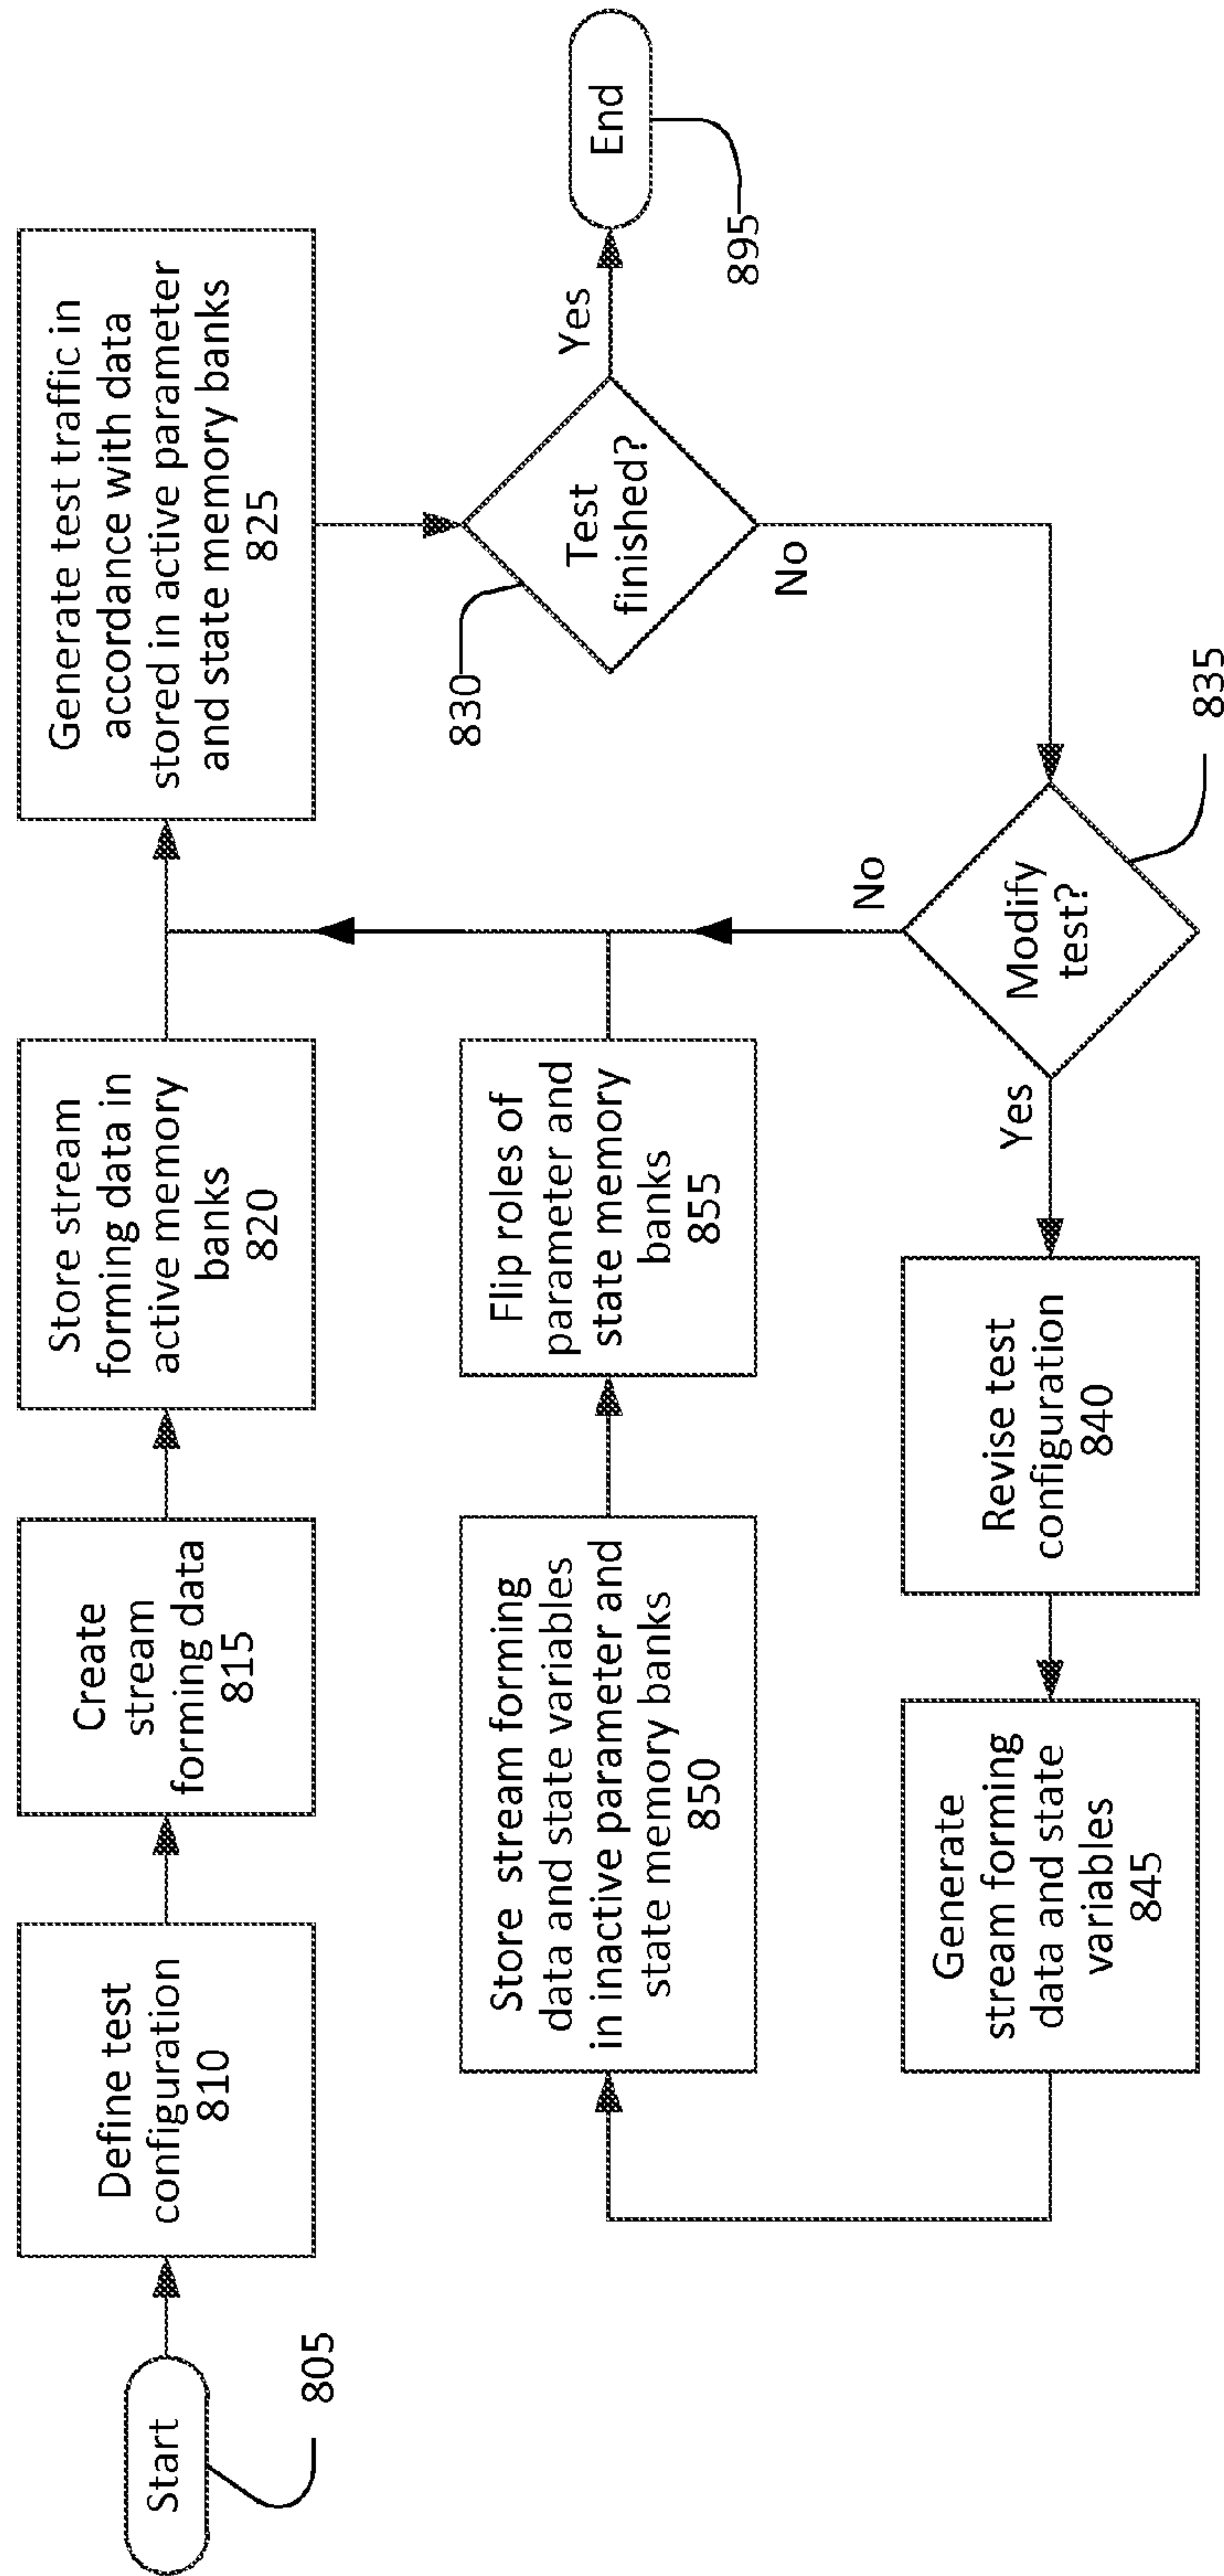 Start
805
Define test
configuration
810
Create
stream
forming data
815
Store stream
forming data in
active memory
banks
820
Generate test traffic in
accordance with data
stored in active parameter
and state memory banks
825
830
Test
finished?
Yes
End
895
No
Modify
test?
835
No
Yes
Revise test
configuration
840
Generate
stream forming
data and state
variables
845
Store stream forming
data and state variables
in inactive parameter and
state memory banks
850
Flip roles of
parameter and
state memory
banks
855